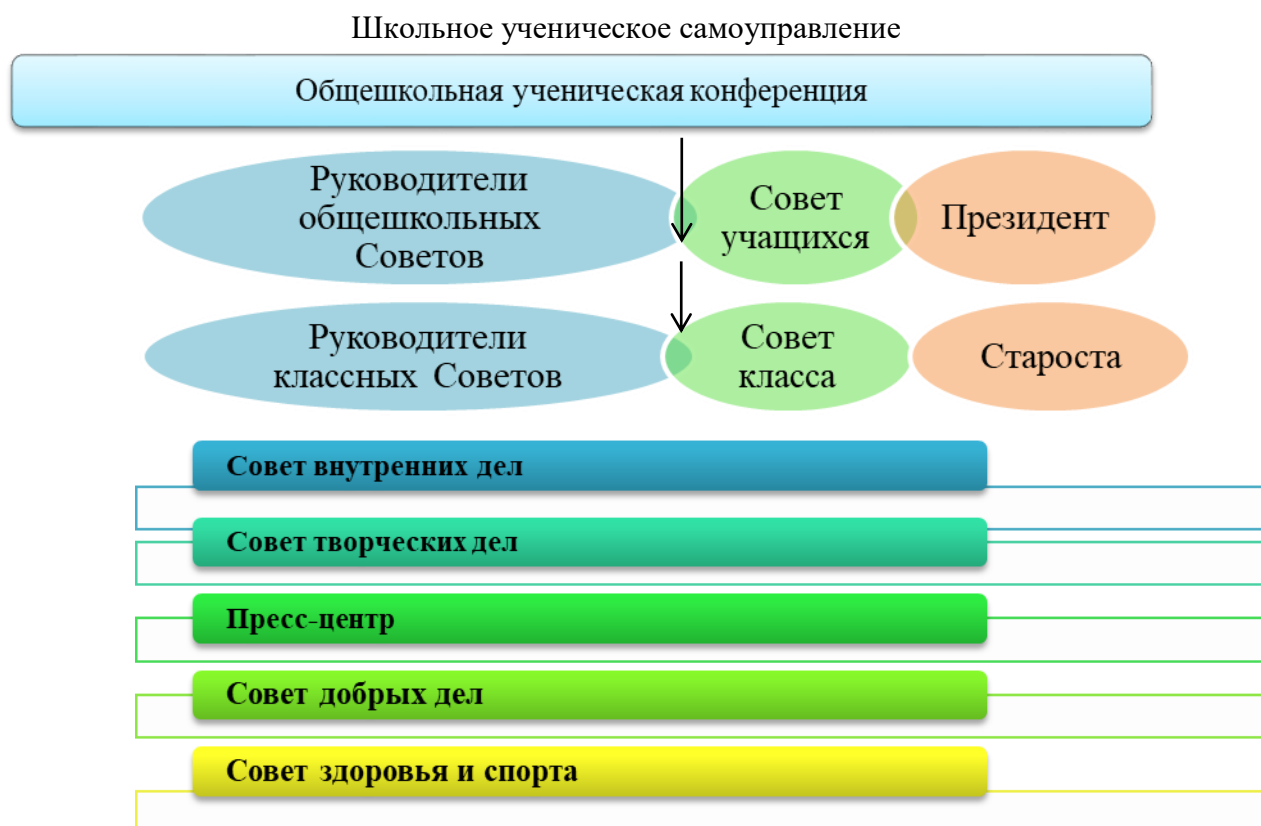 Школьное ученическое самоуправление
Общешкольная ученическая конференция
Руководители
общешкольных
Советов
Совет
учащихся
Президент
Руководители
классных Советов
Совет
класса
Староста
Совет внутренних дел
Совет творческих дел
Пресс-центр
Совет добрых дел
Совет здоровья и спорта